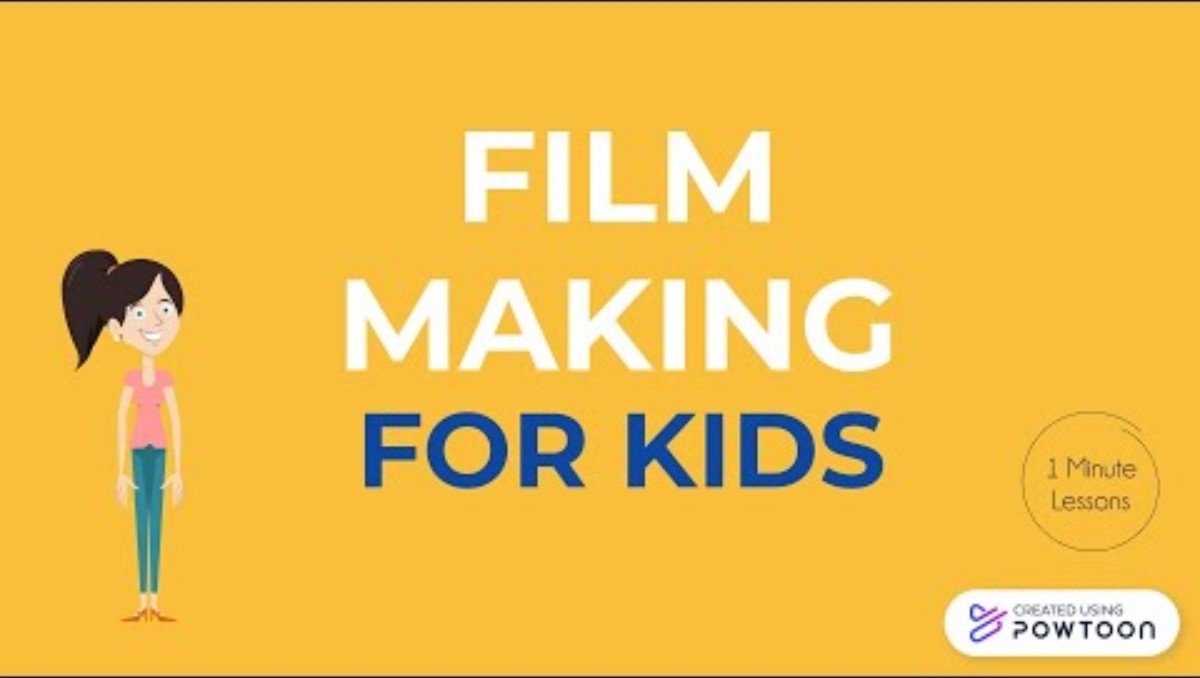 FILM
MAKING
FOR KIDS
1 Minute
Lessons
CREATED USING
POWTOON